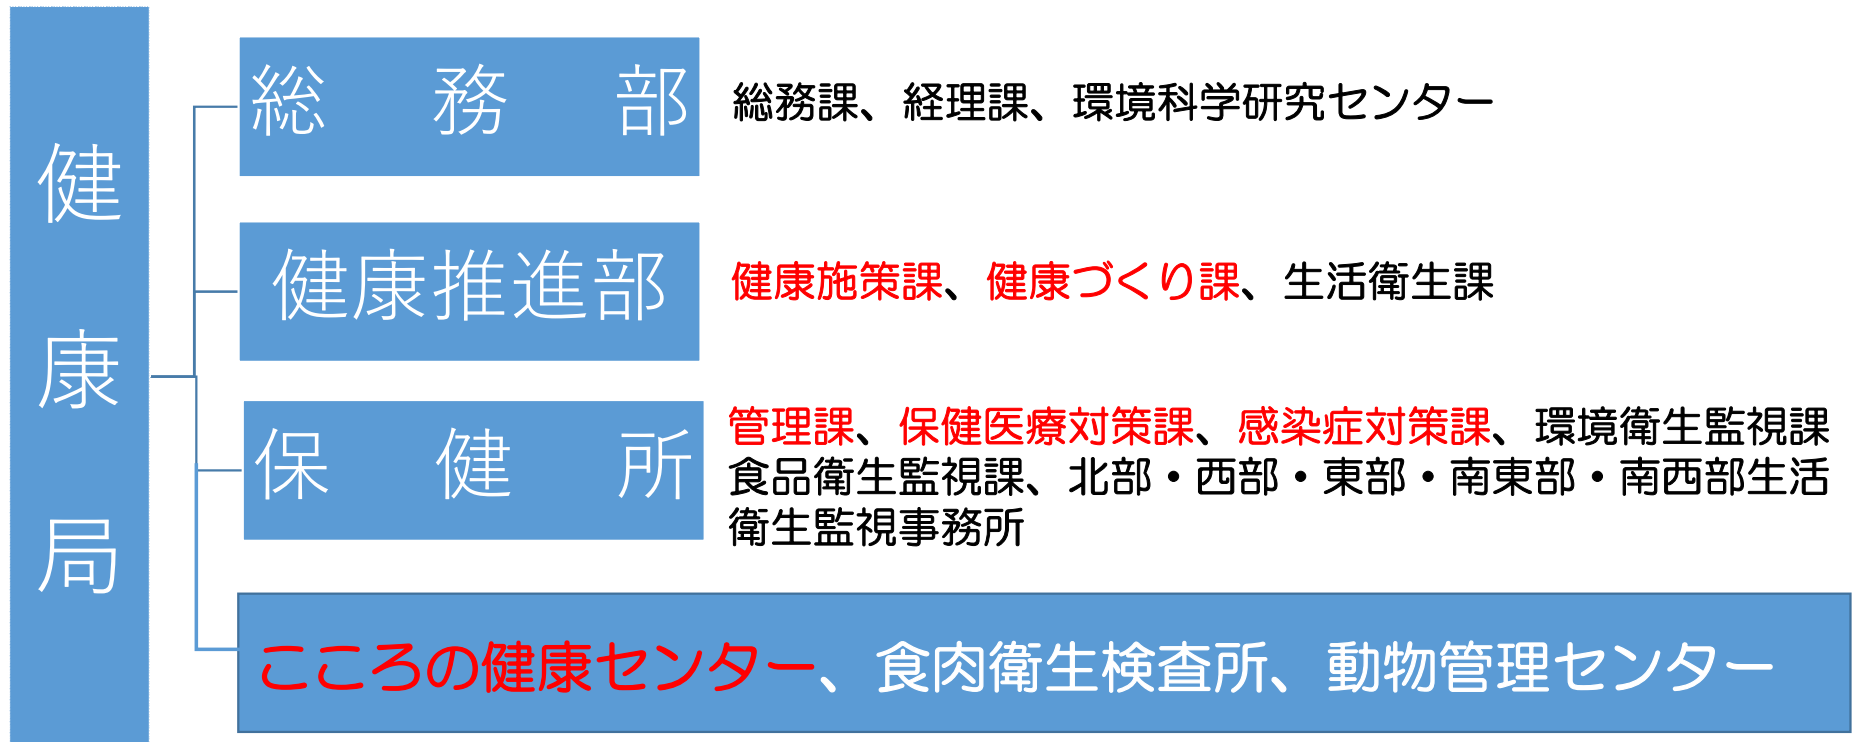 健康局
総務部
総務課、経理課、環境科学研究センター
健康推進部
健康施策課、健康づくり課、生活衛生課
保健所
管理課、保健医療対策課、感染症対策課、環境衛生監視課
食品衛生監視課、北部・西部・東部・南東部・南西部生活
衛生監視事務所
こころの健康センター、食肉衛生検査所、動物管理センター